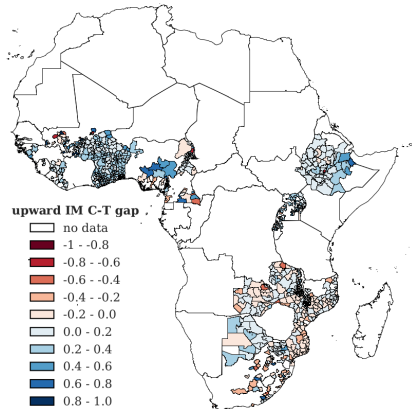 upward IM C-T gap
no data
-1 - -0.8
-0.8 - -0.6
-0.6 - -0.4
-0.4 - -0.2
-0.2 - 0.0
0.0 - 0.2
0.2 - 0.4
0.4 - 0.6
0.6 - 0.8
0.8 - 1.0